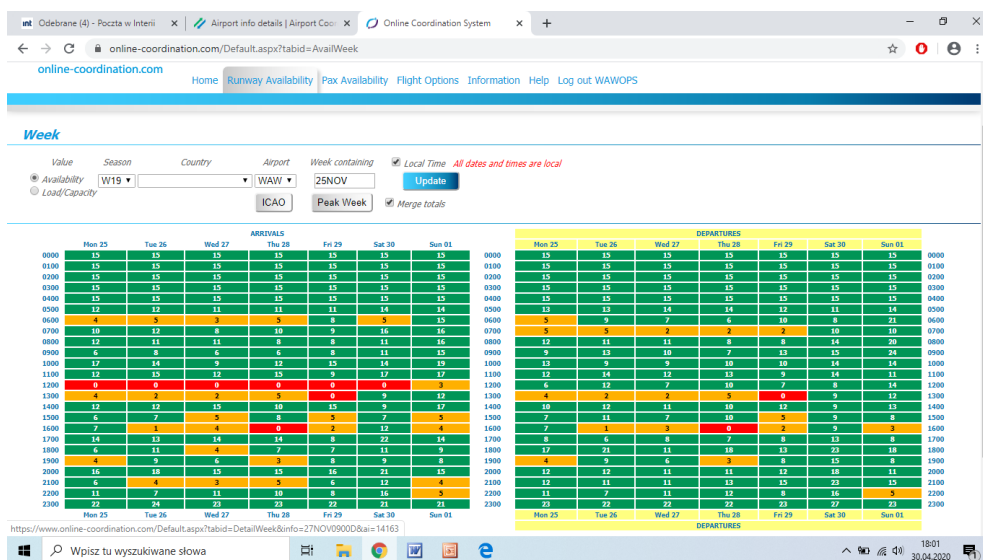 int Odebrane (4) - Poczta w Interii × Airport info details | Airport Coor × Online Coordination System × +
online-coordination.com/Default.aspx?tabid=AvailWeek
online-coordination.com
Home Runway Availability Pax Availability Flight Options Information Help Log out WAWOPS
Week
Value Season Country Airport Week containing Local Time All dates and times are local
Availability W19 WAW 25NOV Update
Load/Capacity
ICAO Peak Week Merge totals
ARRIVALS DEPARTURES
Mon 25 Tue 26 Wed 27 Thu 28 Fri 29 Sat 30 Sun 01 Mon 25 Tue 26 Wed 27 Thu 28 Fri 29 Sat 30 Sun 01
0000 15 15 15 15 15 15 15 0000 15 15 15 15 15 15 15 0000
0100 15 15 15 15 15 15 15 0100 15 15 15 15 15 15 15 0100
0200 15 15 15 15 15 15 15 0200 15 15 15 15 15 15 15 0200
0300 15 15 15 15 15 15 15 0300 15 15 15 15 15 15 15 0300
0400 15 15 15 15 15 15 15 0400 15 15 15 15 15 15 15 0400
0500 12 12 11 11 11 14 14 0500 13 13 14 14 12 11 14 0500
0600 4 5 3 5 8 5 15 0600 5 9 7 6 10 8 21 0600
0700 10 12 8 10 9 16 16 0700 5 5 2 2 2 10 10 0700
0800 12 11 11 8 8 11 16 0800 12 11 11 8 8 14 20 0800
0900 6 8 6 6 8 11 15 0900 9 13 10 7 13 15 24 0900
1000 17 14 9 12 15 14 19 1000 13 9 9 10 10 14 14 1000
1100 12 15 12 15 9 17 17 1100 12 14 12 13 9 14 11 1100
1200 0 0 0 0 0 0 3 1200 6 12 7 10 7 8 14 1200
1300 4 2 2 5 0 9 12 1300 4 2 2 5 0 9 12 1300
1400 12 12 15 10 15 9 17 1400 10 12 11 10 12 9 13 1400
1500 6 7 5 8 5 7 5 1500 7 11 7 10 5 9 8 1500
1600 7 1 4 0 2 12 4 1600 7 1 3 0 2 9 3 1600
1700 14 13 14 14 8 22 14 1700 8 6 8 7 8 13 8 1700
1800 6 11 4 7 7 11 9 1800 17 21 11 18 13 23 18 1800
1900 4 9 6 3 8 9 8 1900 4 9 6 3 8 15 8 1900
2000 16 18 15 15 16 21 15 2000 12 12 11 11 12 18 11 2000
2100 6 4 3 5 6 12 4 2100 12 11 11 13 15 23 15 2100
2200 11 7 11 10 8 16 5 2200 11 7 11 12 8 16 5 2200
2300 22 24 23 23 22 21 21 2300 23 22 22 22 23 27 23 2300
Mon 25 Tue 26 Wed 27 Thu 28 Fri 29 Sat 30 Sun 01 Mon 25 Tue 26 Wed 27 Thu 28 Fri 29 Sat 30 Sun 01
https://www.online-coordination.com/Default.aspx?tabid=DetailWeek&info=27NOV0900D&ai=14163 DEPARTURES
Wpisz tu wyszukiwane słowa
18:01
30.04.2020